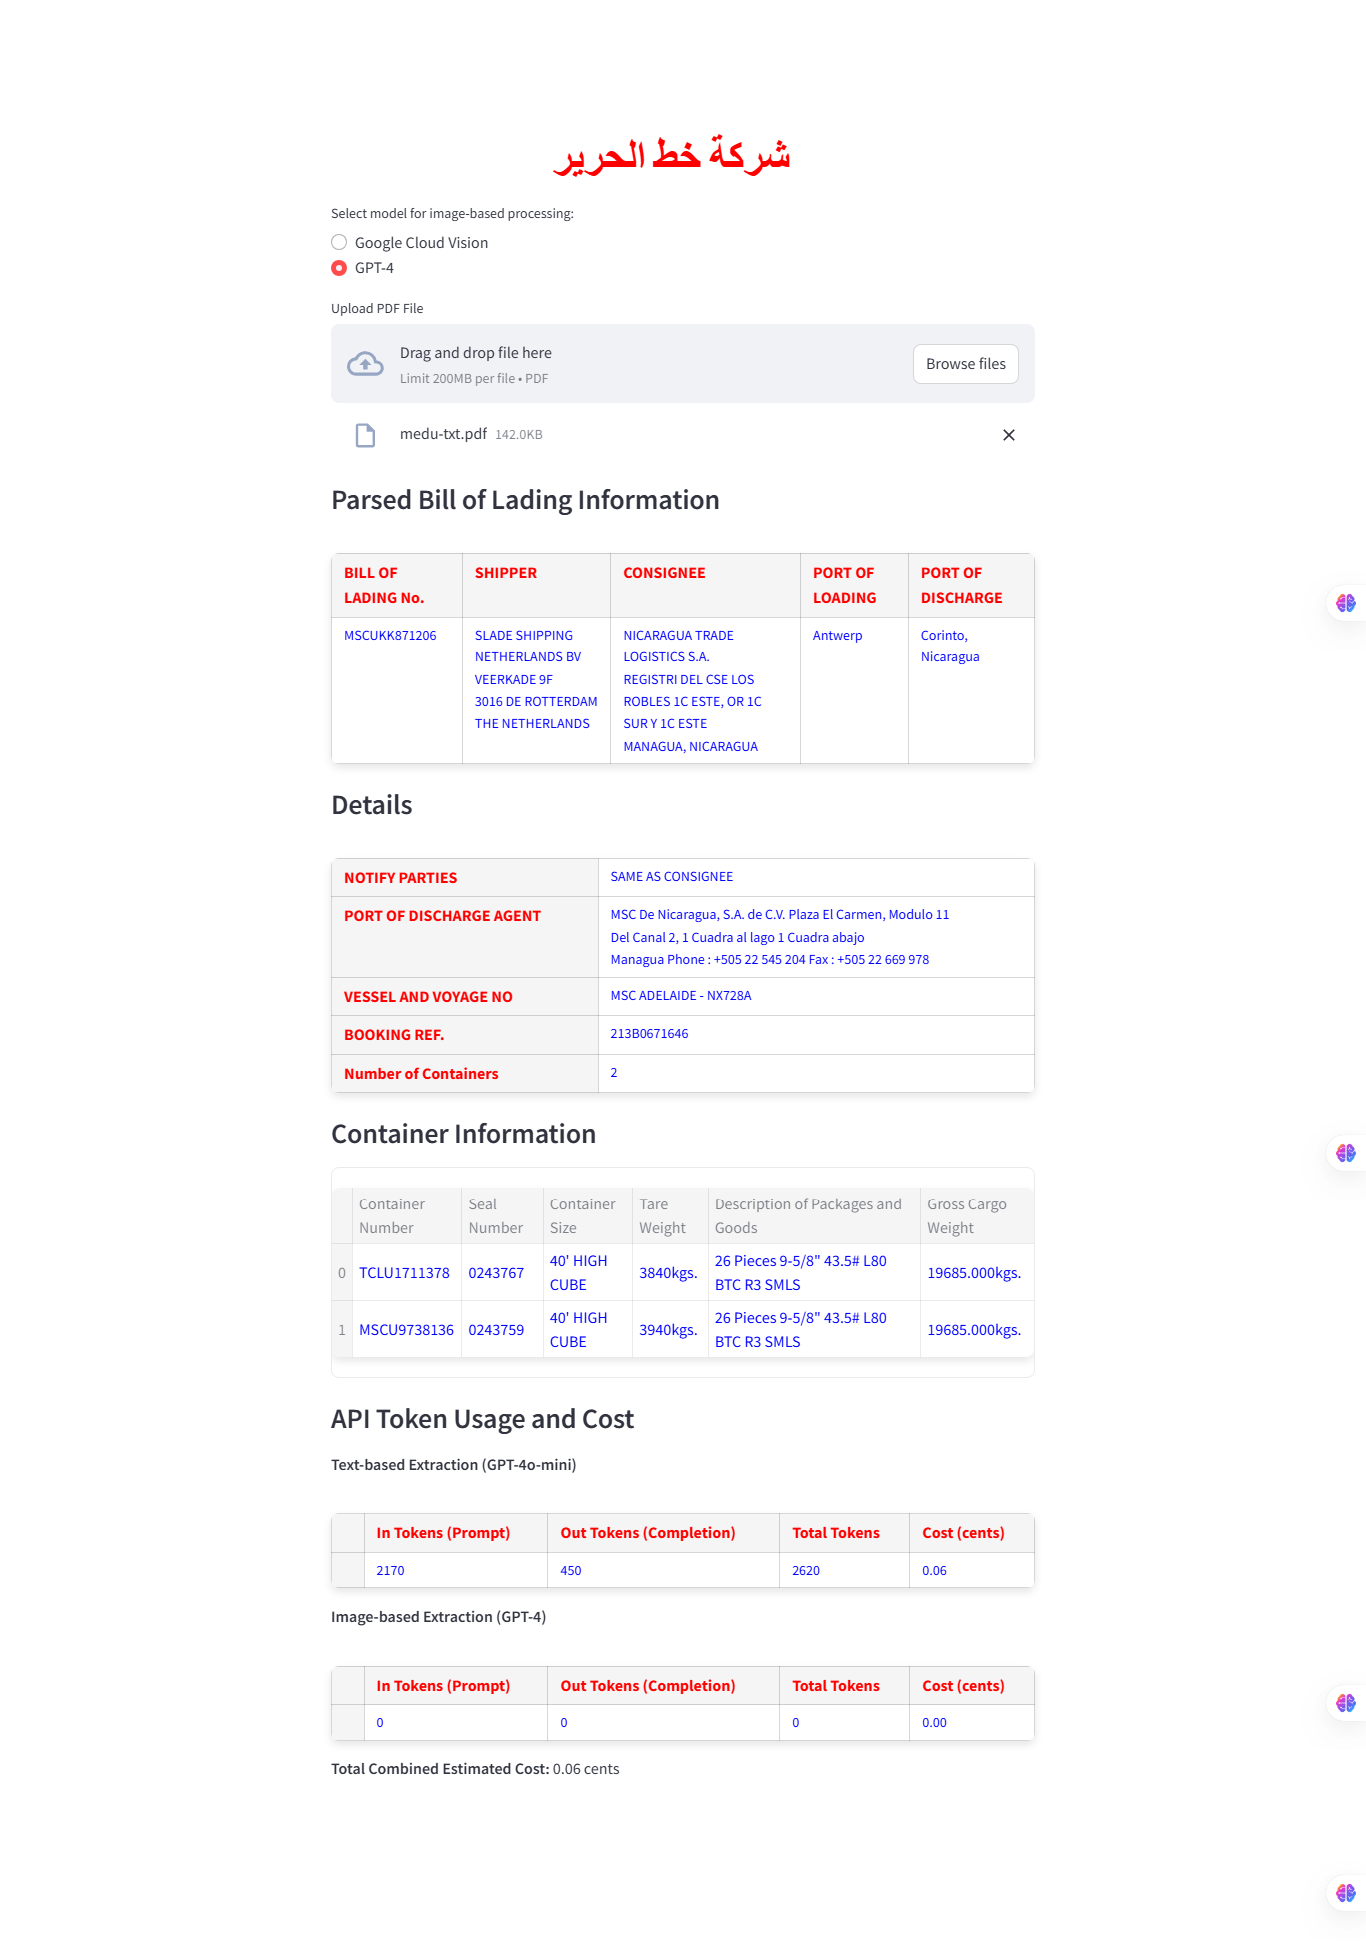 شركة خط الحرير
Select model for image-based processing:
Google Cloud Vision
GPT-4
Upload PDF File
Drag and drop file here
Limit 200MB per file • PDF
Browse files
medu-txt.pdf 142.0KB
Parsed Bill of Lading Information
BILL OF LADING No.
SHIPPER
CONSIGNEE
PORT OF LOADING
PORT OF DISCHARGE
MSCUKK871206
SLADE SHIPPING
NETHERLANDS BV
VEERKADE 9F
3016 DE ROTTERDAM
THE NETHERLANDS
NICARAGUA TRADE
LOGISTICS S.A.
REGISTRI DEL CSE LOS
ROBLES 1C ESTE, OR 1C
SUR Y 1C ESTE
MANAGUA, NICARAGUA
Antwerp
Corinto,
Nicaragua
Details
NOTIFY PARTIES
SAME AS CONSIGNEE
PORT OF DISCHARGE AGENT
MSC De Nicaragua, S.A. de C.V. Plaza El Carmen, Modulo 11
Del Canal 2, 1 Cuadra al lago 1 Cuadra abajo
Managua Phone : +505 22 545 204 Fax : +505 22 669 978
VESSEL AND VOYAGE NO
MSC ADELAIDE - NX728A
BOOKING REF.
213B0671646
Number of Containers
2
Container Information
Container Number
Seal Number
Container Size
Tare Weight
Description of Packages and Goods
Gross Cargo Weight
0
TCLU1711378
0243767
40' HIGH CUBE
3840kgs.
26 Pieces 9-5/8" 43.5# L80
BTC R3 SMLS
19685.000kgs.
1
MSCU9738136
0243759
40' HIGH CUBE
3940kgs.
26 Pieces 9-5/8" 43.5# L80
BTC R3 SMLS
19685.000kgs.
API Token Usage and Cost
Text-based Extraction (GPT-4o-mini)
In Tokens (Prompt)
Out Tokens (Completion)
Total Tokens
Cost (cents)
2170
450
2620
0.06
Image-based Extraction (GPT-4)
In Tokens (Prompt)
Out Tokens (Completion)
Total Tokens
Cost (cents)
0
0
0
0.00
Total Combined Estimated Cost: 0.06 cents